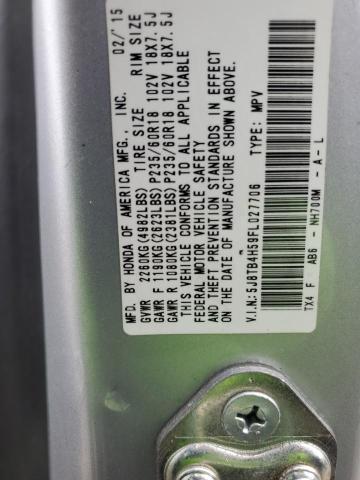 MFD. BY HONDA OF AMERICA MFG., INC. 02/'15
GVWR 2260KG(4982LBS) TIRE SIZE RIM SIZE
GAWR F 1190KG(2623LBS) P235/60R18 102V 18X7.5J
GAWR R 1080KG(2381LBS) P235/60R18 102V 18X7.5J
THIS VEHICLE CONFORMS TO ALL APPLICABLE
FEDERAL MOTOR VEHICLE SAFETY
AND THEFT PREVENTION STANDARDS IN EFFECT
ON THE DATE OF MANUFACTURE SHOWN ABOVE.
V.I.N:5J8TB4H59FL027706 TYPE: MPV
TX4 F AB6 NH700M -A-L